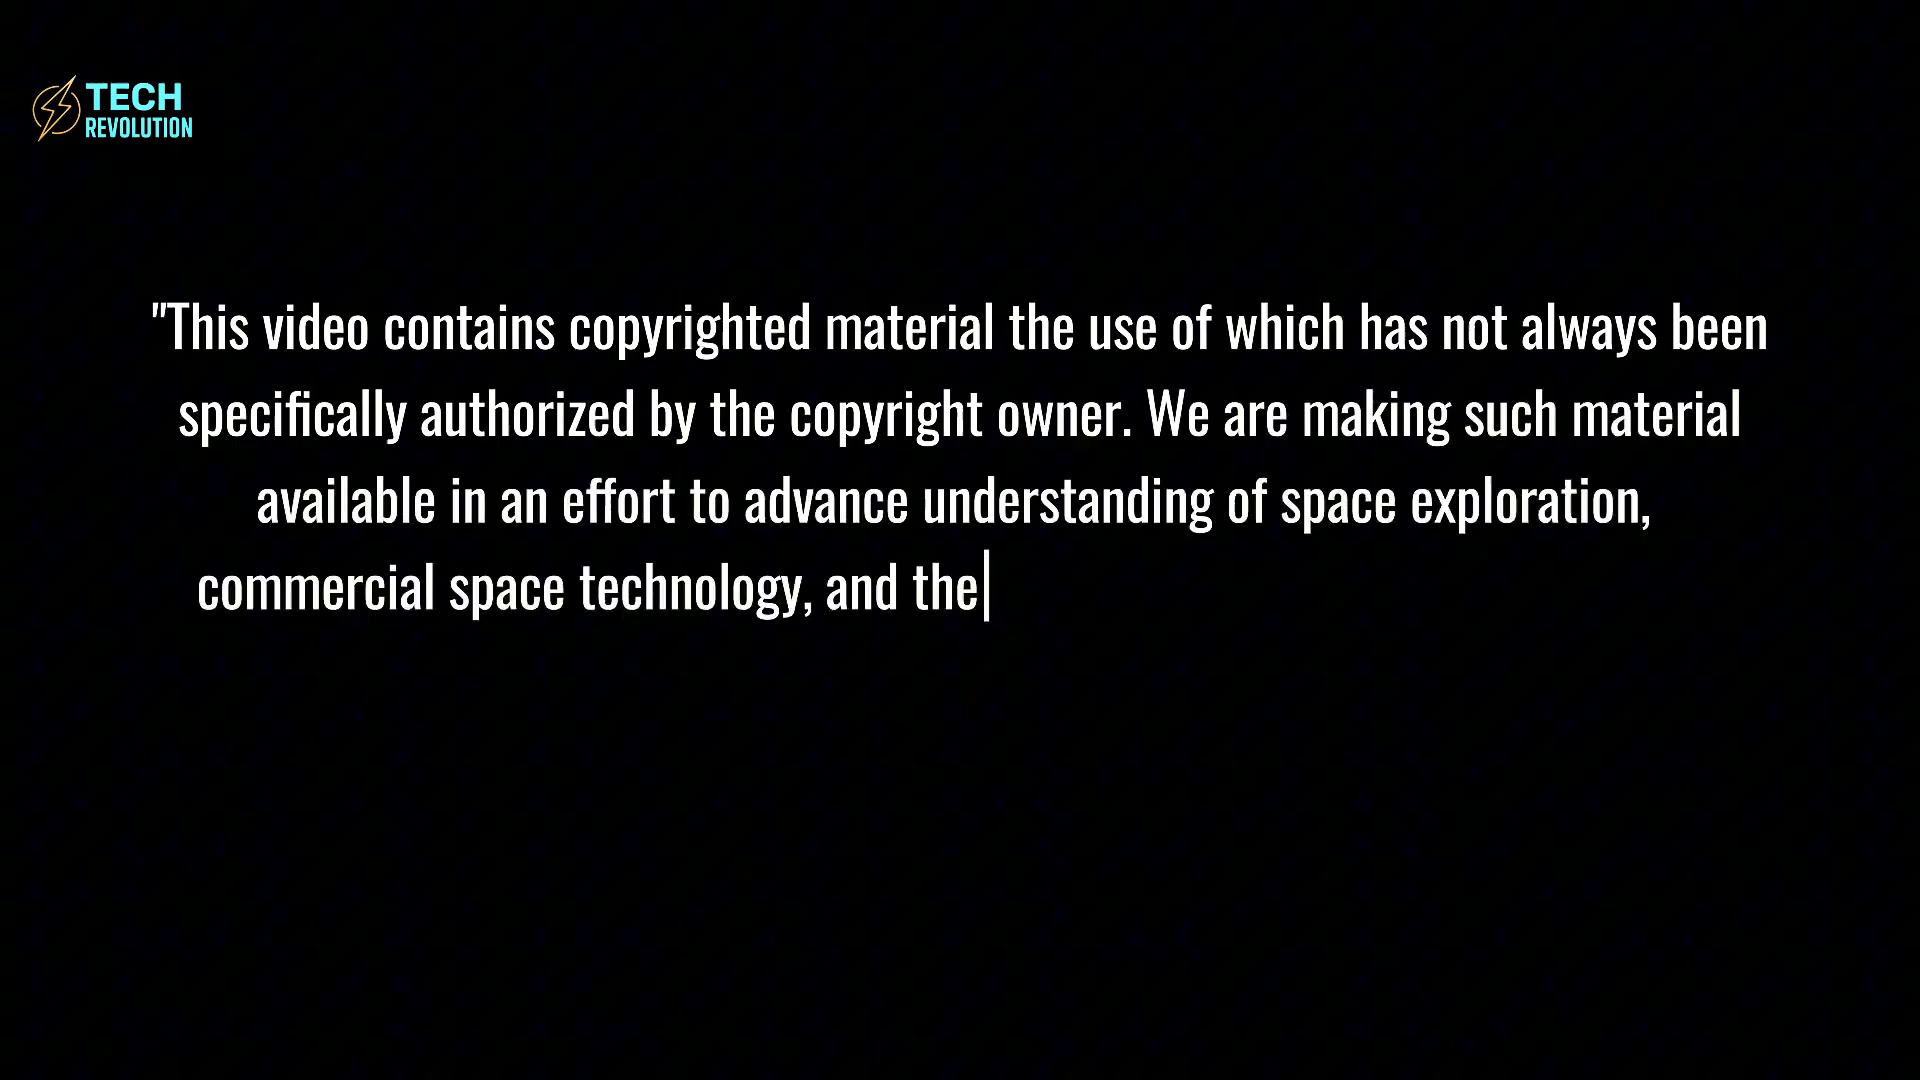 TECH
REVOLUTION
"This video contains copyrighted material the use of which has not always been
specifically authorized by the copyright owner. We are making such material
available in an effort to advance understanding of space exploration,
commercial space technology, and the